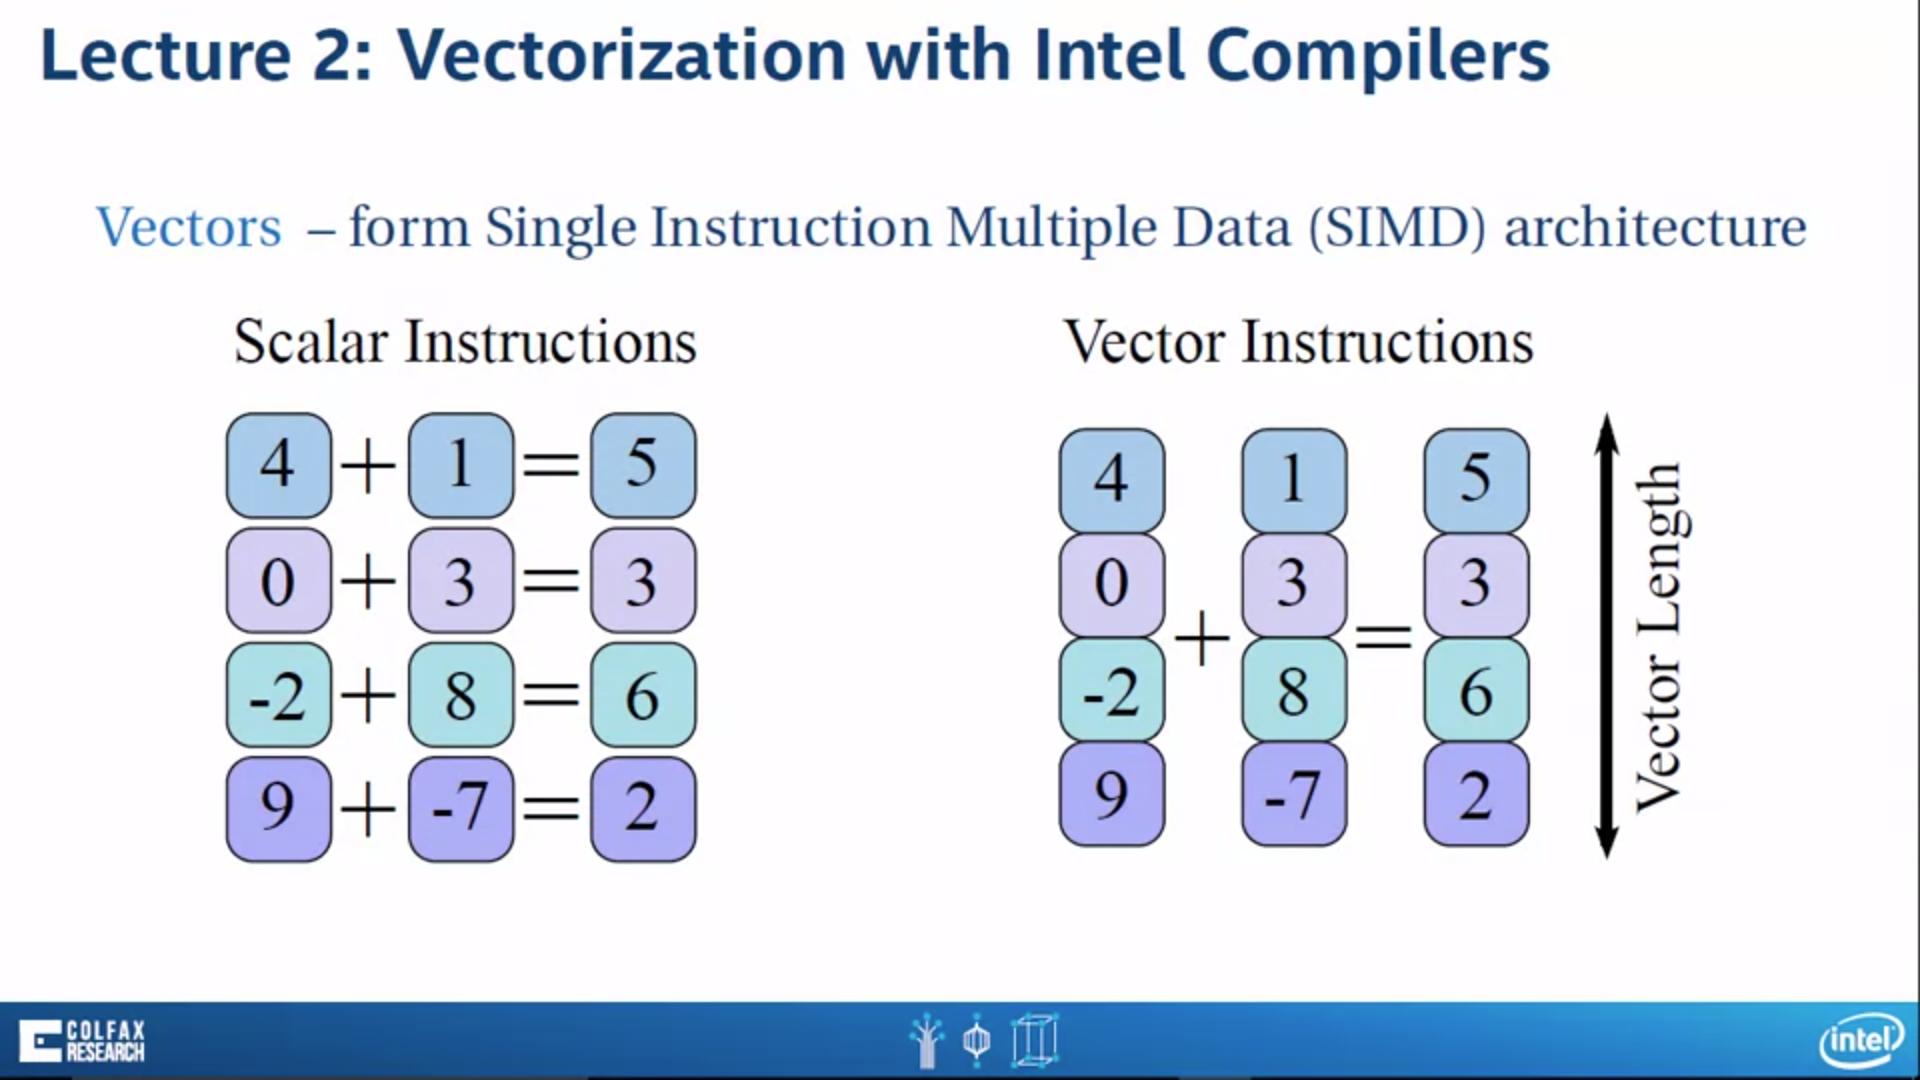 Lecture 2: Vectorization with Intel Compilers
Vectors – form Single Instruction Multiple Data (SIMD) architecture
Scalar Instructions
4 + 1 = 5
0 + 3 = 3
-2 + 8 = 6
9 + -7 = 2
Vector Instructions
4 1 5
0 3 3
+ =
-2 8 6
9 -7 2
Vector Length
COLFAX
RESEARCH
intel